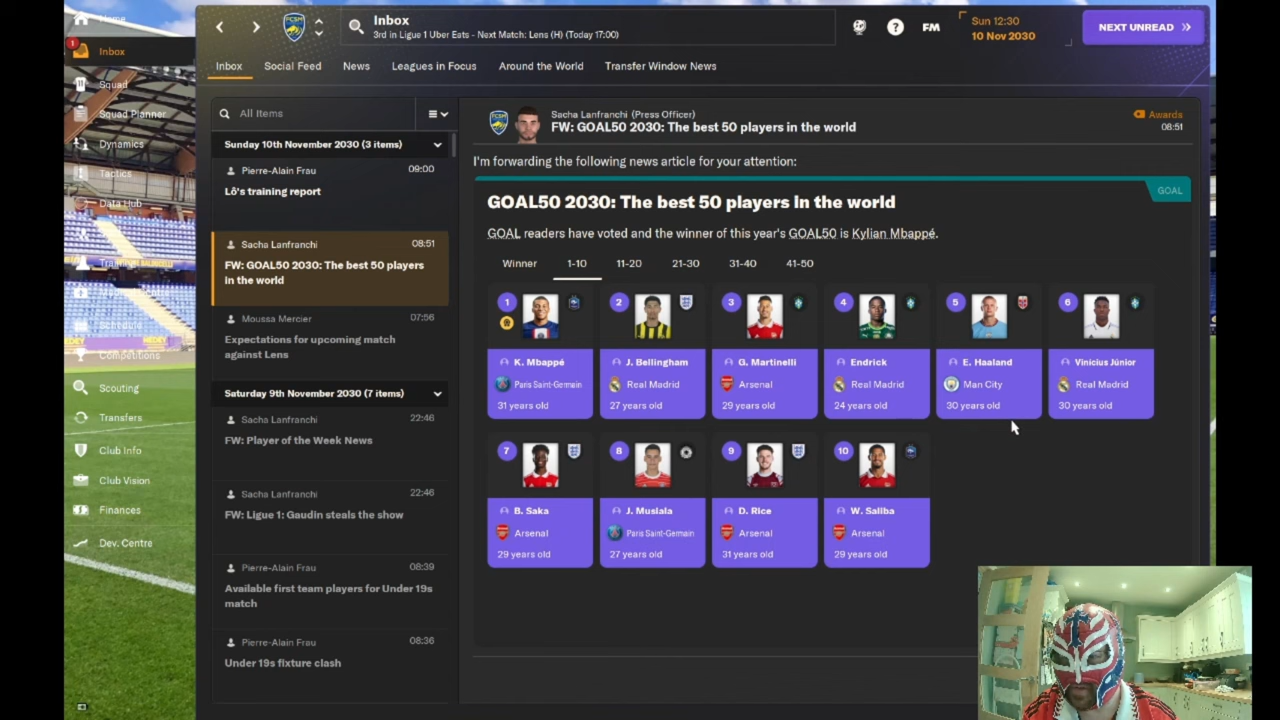 Home
1
Inbox
Squad
Squad Planner
Dynamics
Tactics
Data Hub
Schedule
Competitions
Scouting
Transfers
Club Info
Club Vision
Finances
Dev. Centre
Inbox
3rd in Ligue 1 Uber Eats - Next Match: Lens (H) (Today 17:00)
?
FM
Sun 12:30
10 Nov 2030
NEXT UNREAD
Inbox Social Feed News Leagues in Focus Around the World Transfer Window News
All Items
Sunday 10th November 2030 (3 items)
Pierre-Alain Frau 09:00
Lô's training report
Sacha Lanfranchi 08:51
FW: GOAL50 2030: The best 50 players
in the world
Moussa Mercier 07:56
Expectations for upcoming match
against Lens
Saturday 9th November 2030 (7 items)
Sacha Lanfranchi 22:46
FW: Player of the Week News
Sacha Lanfranchi 22:46
FW: Ligue 1: Gaudin steals the show
Pierre-Alain Frau 08:39
Available first team players for Under 19s
match
Pierre-Alain Frau 08:36
Under 19s fixture clash
Sacha Lanfranchi (Press Officer)
FW: GOAL50 2030: The best 50 players in the world
Awards
08:51
I'm forwarding the following news article for your attention:
GOAL
GOAL50 2030: The best 50 players in the world
GOAL readers have voted and the winner of this year's GOAL50 is Kylian Mbappé.
Winner 1-10 11-20 21-30 31-40 41-50
1 2 3 4 5 6
K. Mbappé J. Bellingham G. Martinelli Endrick E. Haaland Vinícius Júnior
Paris Saint-Germain Real Madrid Arsenal Real Madrid Man City Real Madrid
31 years old 27 years old 29 years old 24 years old 30 years old 30 years old
7 8 9 10
B. Saka J. Musiala D. Rice W. Saliba
Arsenal Paris Saint-Germain Arsenal Arsenal
29 years old 27 years old 31 years old 29 years old